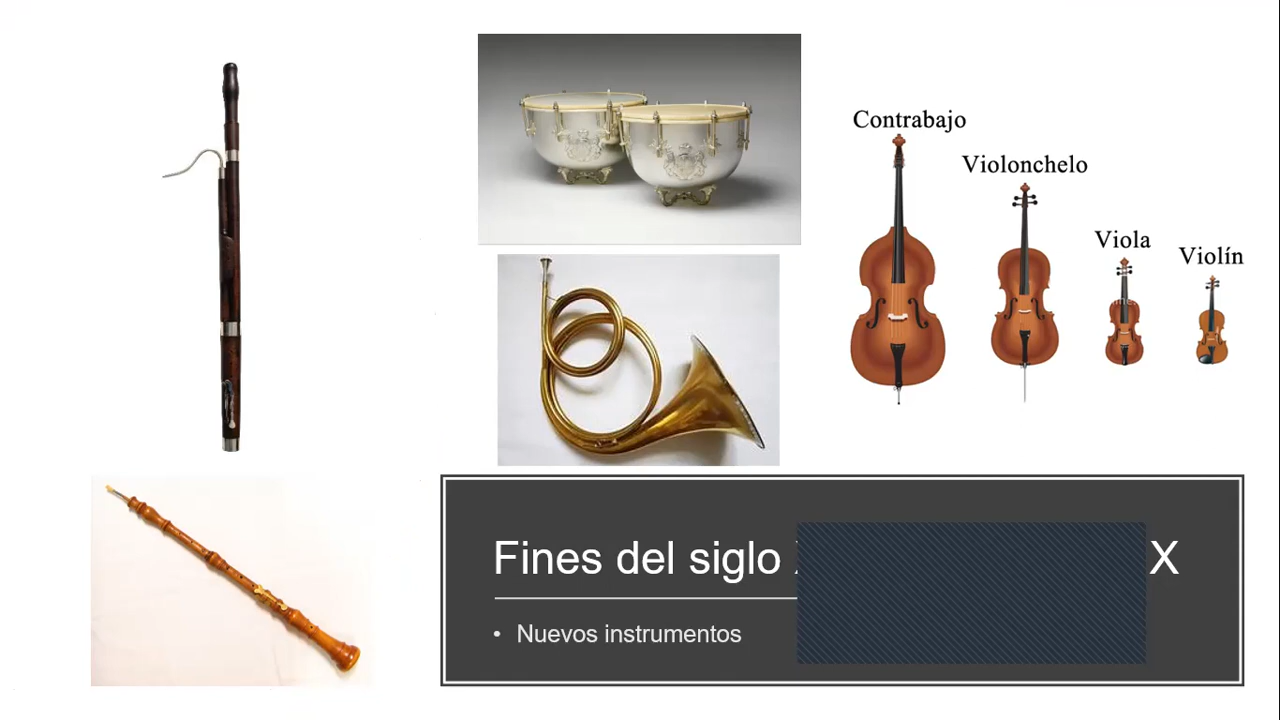 Contrabajo
Violonchelo
Viola
Violín
Fines del siglo X
• Nuevos instrumentos